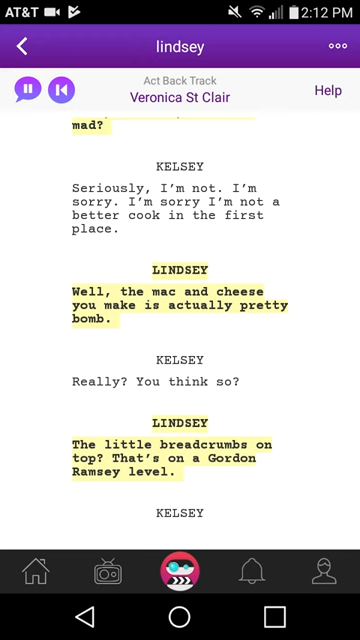 AT&T 2:12 PM
lindsey
Act Back Track
Veronica St Clair
Help
mad?
KELSEY
Seriously, I'm not. I'm
sorry. I'm sorry I'm not a
better cook in the first
place.
LINDSEY
Well, the mac and cheese
you make is actually pretty
bomb.
KELSEY
Really? You think so?
LINDSEY
The little breadcrumbs on
top? That's on a Gordon
Ramsey level.
KELSEY